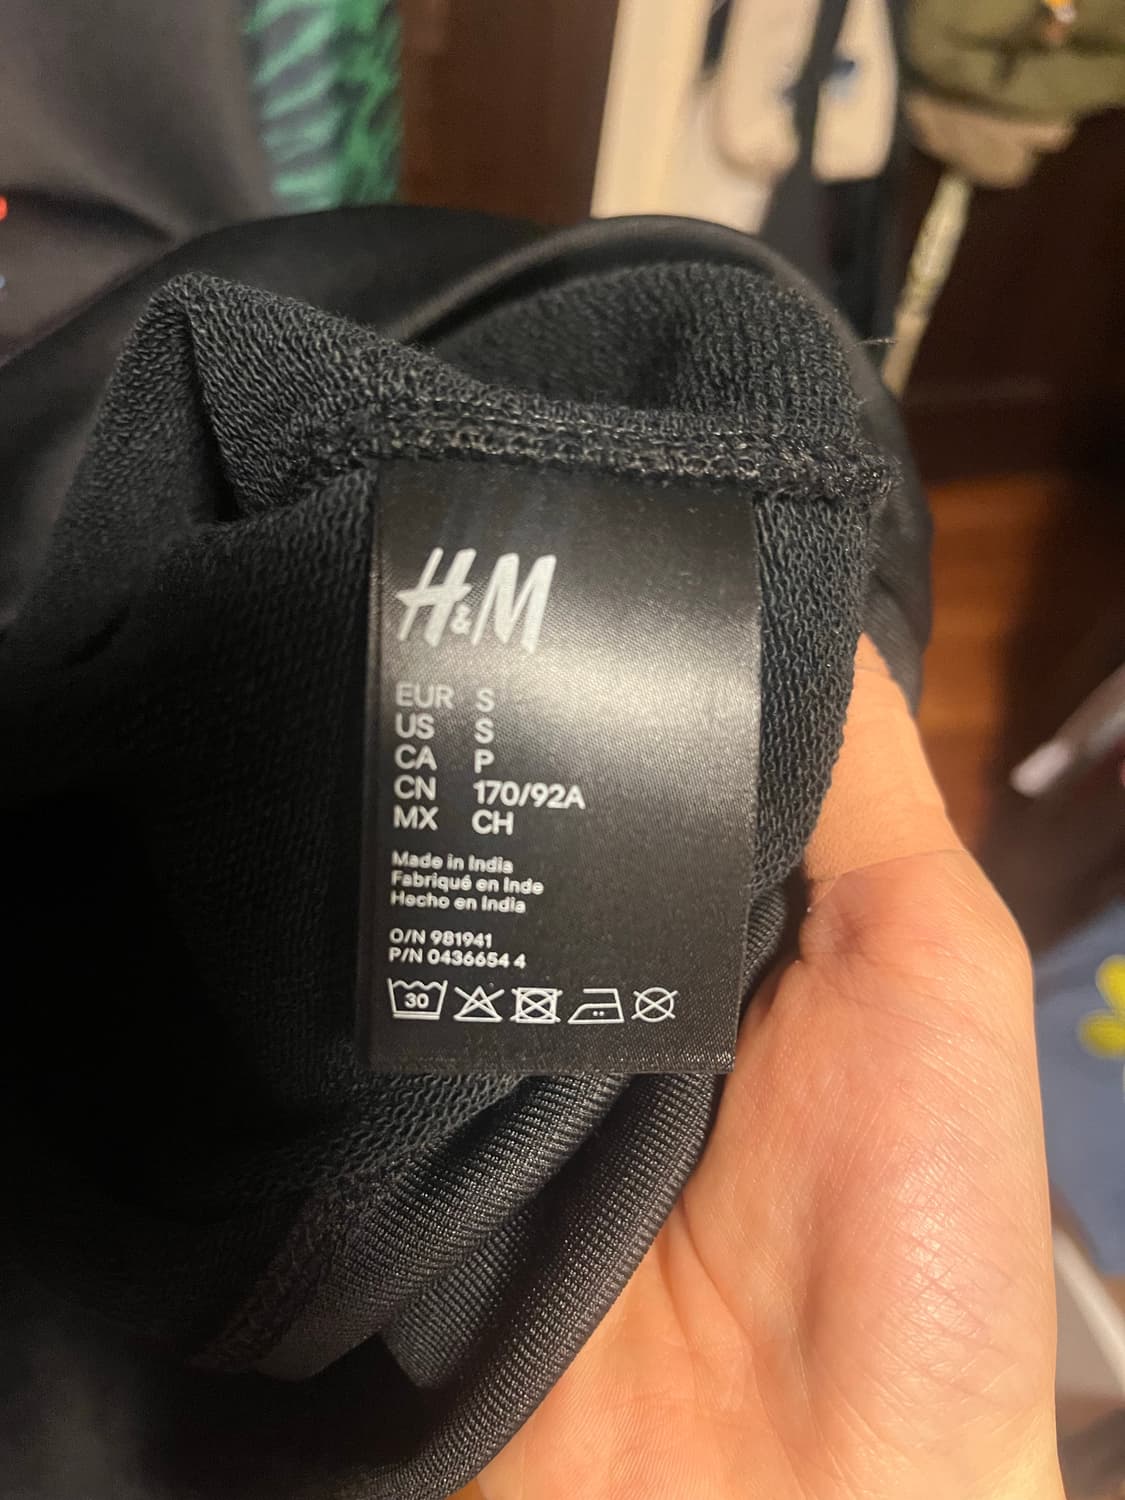 H&M
EUR S
US S
CA P
CN 170/92A
MX CH
Made in India
Fabriqué en Inde
Hecho en India
O/N 981941
P/N 0436654 4
30